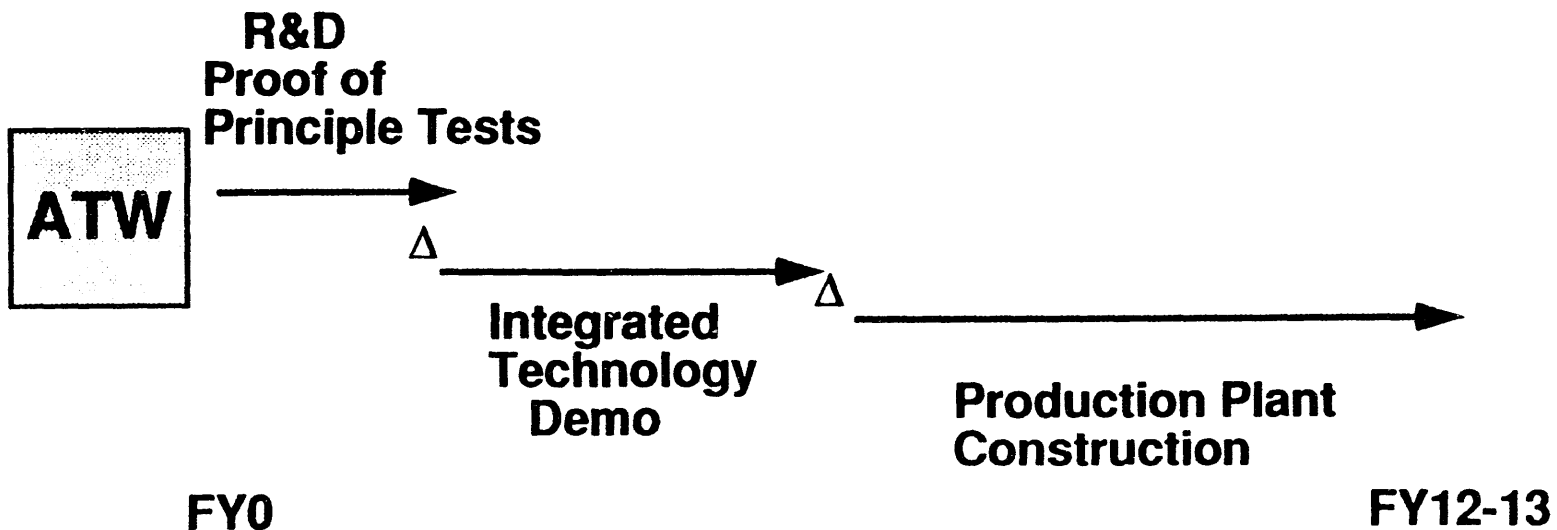 R&D
Proof of
Principle Tests
ATW
Δ
Δ
Integrated
Technology
Demo
Production Plant
Construction
FY0
FY12-13